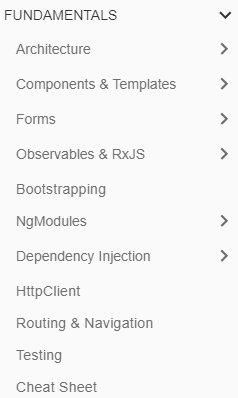 FUNDAMENTALS
Architecture
Components & Templates
Forms
Observables & RxJS
Bootstrapping
NgModules
Dependency Injection
HttpClient
Routing & Navigation
Testing
Cheat Sheet